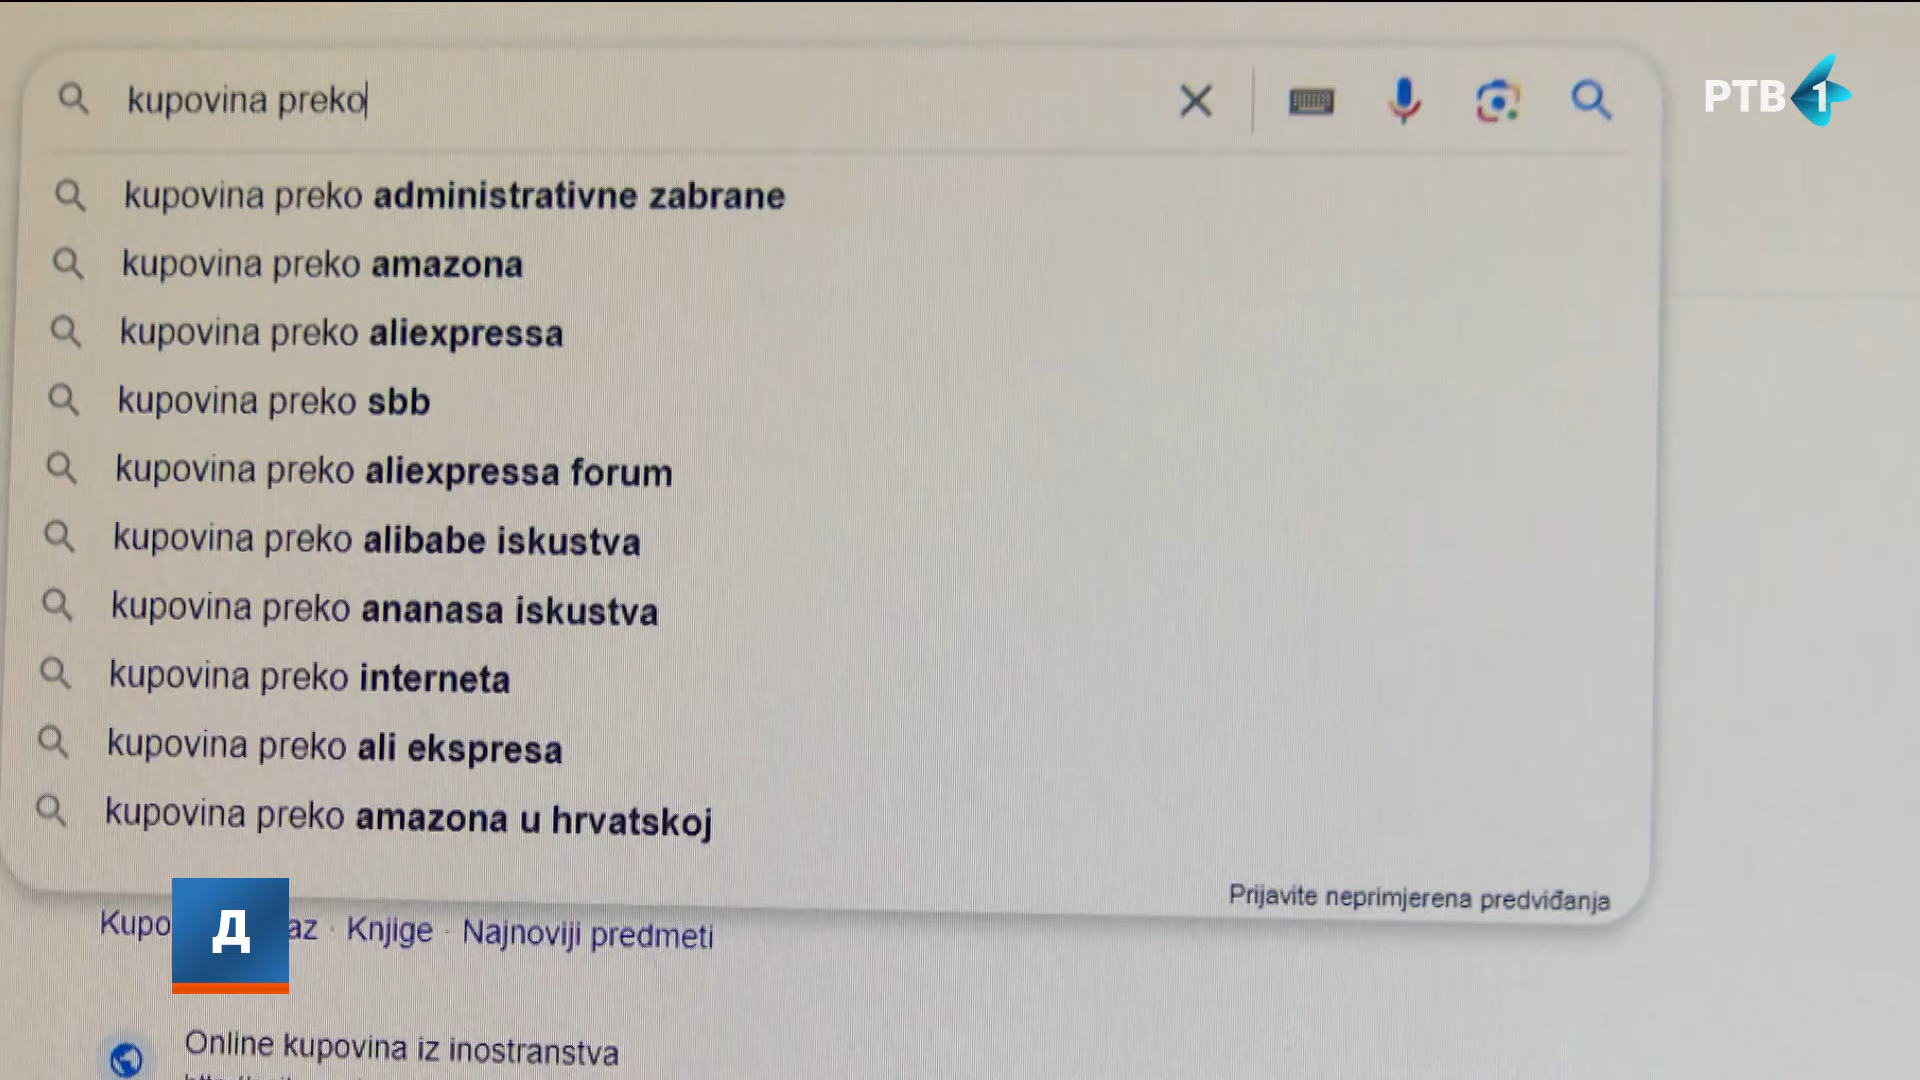 kupovina preko
РТВ 1
kupovina preko administrativne zabrane
kupovina preko amazona
kupovina preko aliexpressa
kupovina preko sbb
kupovina preko aliexpressa forum
kupovina preko alibabe iskustva
kupovina preko ananasa iskustva
kupovina preko interneta
kupovina preko ali ekspresa
kupovina preko amazona u hrvatskoj
Prijavite neprimjerena predviđanja
Knjige · Najnoviji predmeti
Д
Online kupovina iz inostranstva